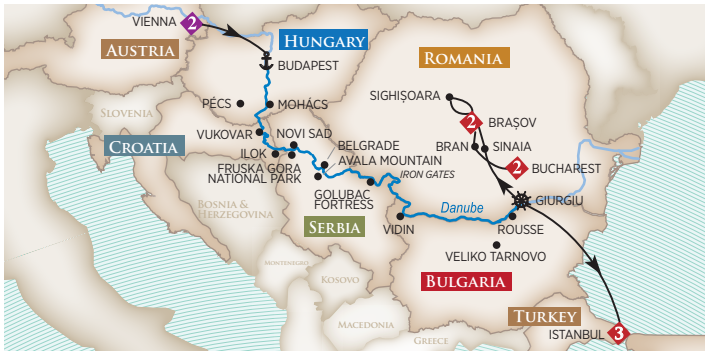 VIENNA
2
AUSTRIA
HUNGARY
BUDAPEST
ROMANIA
SIGHIȘOARA
PÉCS
MOHÁCS
SLOVENIA
2
BRAȘOV
VUKOVAR
NOVI SAD
BRAN
SINAIA
CROATIA
ILOK
BELGRADE
AVALA MOUNTAIN
FRUSKA GORA
NATIONAL PARK
IRON GATES
2
BUCHAREST
GOLUBAC
FORTRESS
GIURGIU
BOSNIA &
HERZEGOVINA
Danube
SERBIA
VIDIN
ROUSSE
VELIKO TARNOVO
MONTENEGRO
KOSOVO
BULGARIA
MACEDONIA
TURKEY
GREECE
ISTANBUL
3